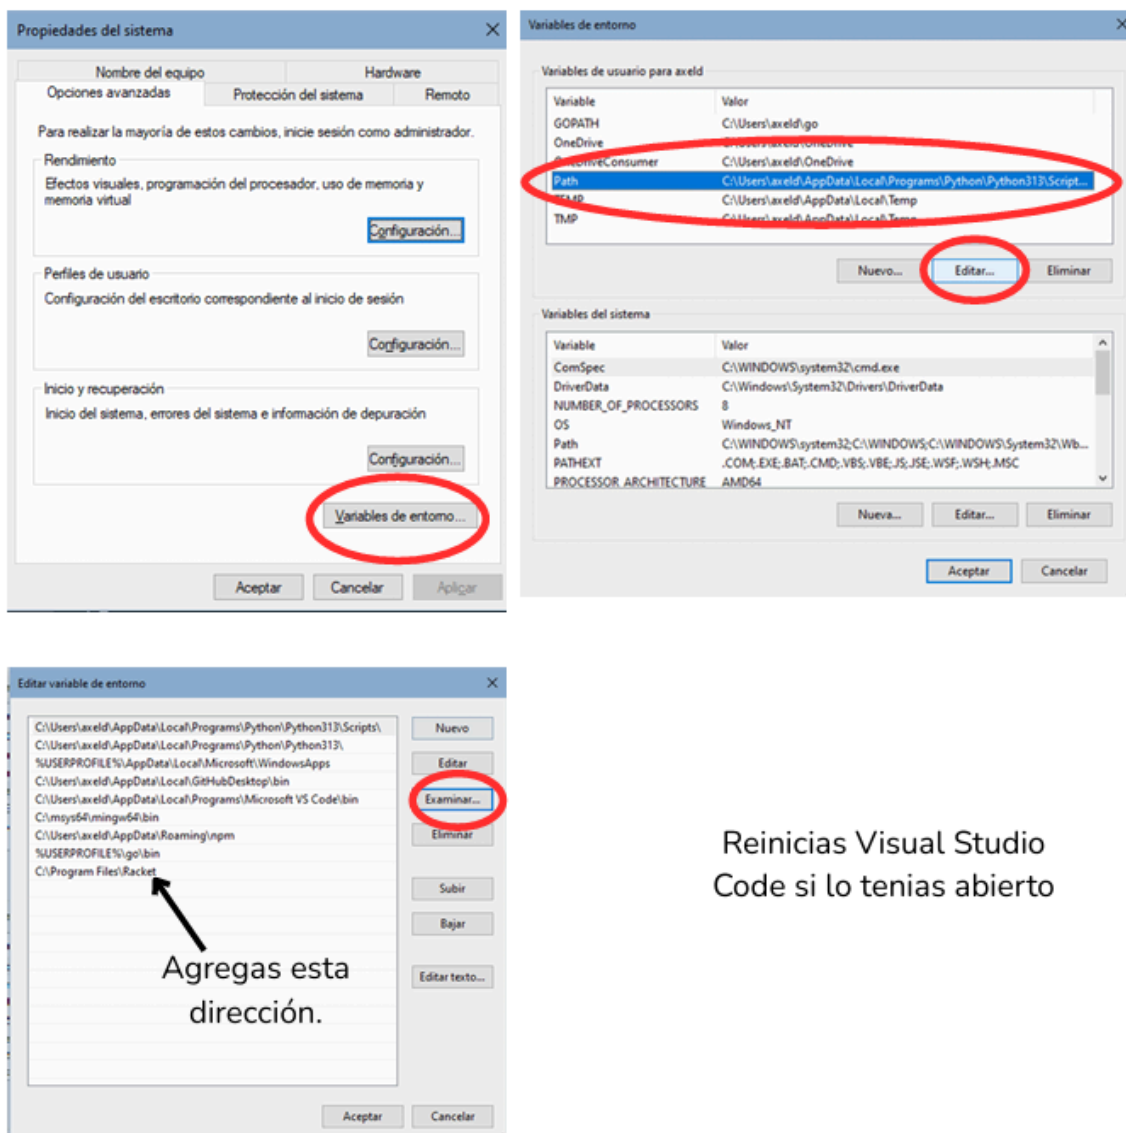 Propiedades del sistema
Nombre del equipo
Hardware
Opciones avanzadas
Protección del sistema
Remoto
Para realizar la mayoría de estos cambios, inicie sesión como administrador.
Rendimiento
Efectos visuales, programación del procesador, uso de memoria y
memoria virtual
Configuración...
Perfiles de usuario
Configuración del escritorio correspondiente al inicio de sesión
Configuración...
Inicio y recuperación
Inicio del sistema, errores del sistema e información de depuración
Configuración...
Variables de entorno...
Aceptar
Cancelar
Aplicar
Variables de entorno
Variables de usuario para axeld
Variable Valor
GOPATH C:\Users\axeld\go
OneDrive C:\Users\axeld\OneDrive
OneDriveConsumer C:\Users\axeld\OneDrive
Path C:\Users\axeld\AppData\Local\Programs\Python\Python313\Script...
TEMP C:\Users\axeld\AppData\Local\Temp
TMP C:\Users\axeld\AppData\Local\Temp
Nuevo...
Editar...
Eliminar
Variables del sistema
Variable Valor
ComSpec C:\WINDOWS\system32\cmd.exe
DriverData C:\Windows\System32\Drivers\DriverData
NUMBER_OF_PROCESSORS 8
OS Windows_NT
Path C:\WINDOWS\system32;C:\WINDOWS;C:\WINDOWS\System32\Wb...
PATHEXT .COM;.EXE;.BAT;.CMD;.VBS;.VBE;.JS;.JSE;.WSF;.WSH;.MSC
PROCESSOR_ARCHITECTURE AMD64
Nueva...
Editar...
Eliminar
Aceptar
Cancelar
Editar variable de entorno
C:\Users\axeld\AppData\Local\Programs\Python\Python313\Scripts\
C:\Users\axeld\AppData\Local\Programs\Python\Python313\
%USERPROFILE%\AppData\Local\Microsoft\WindowsApps
C:\Users\axeld\AppData\Local\GitHubDesktop\bin
C:\Users\axeld\AppData\Local\Programs\Microsoft VS Code\bin
C:\msys64\mingw64\bin
C:\Users\axeld\AppData\Roaming\npm
%USERPROFILE%\go\bin
C:\Program Files\Racket
Nuevo
Editar
Examinar...
Eliminar
Subir
Bajar
Editar texto...
Agregas esta
dirección.
Aceptar
Cancelar
Reinicias Visual Studio
Code si lo tenias abierto